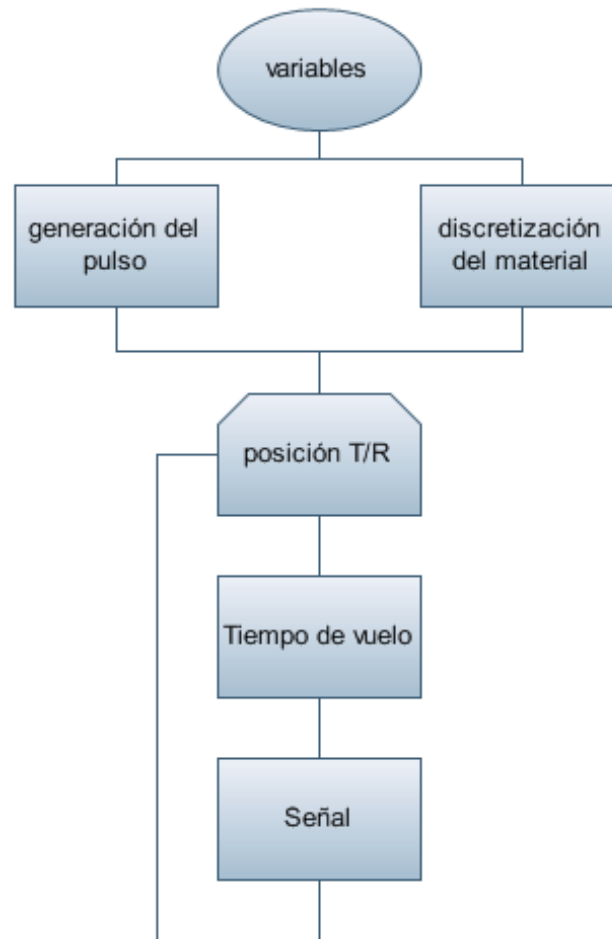 variables
generación del
pulso
discretización
del material
posición T/R
Tiempo de vuelo
Señal